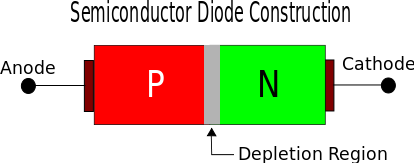 Semiconductor Diode Construction
Anode
Cathode
P
N
Depletion Region